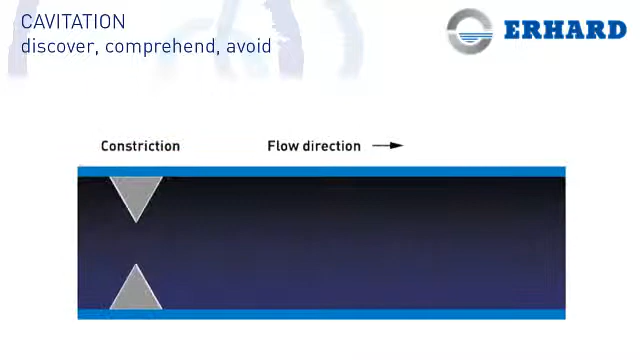 CAVITATION
discover, comprehend, avoid
ERHARD
Constriction
Flow direction